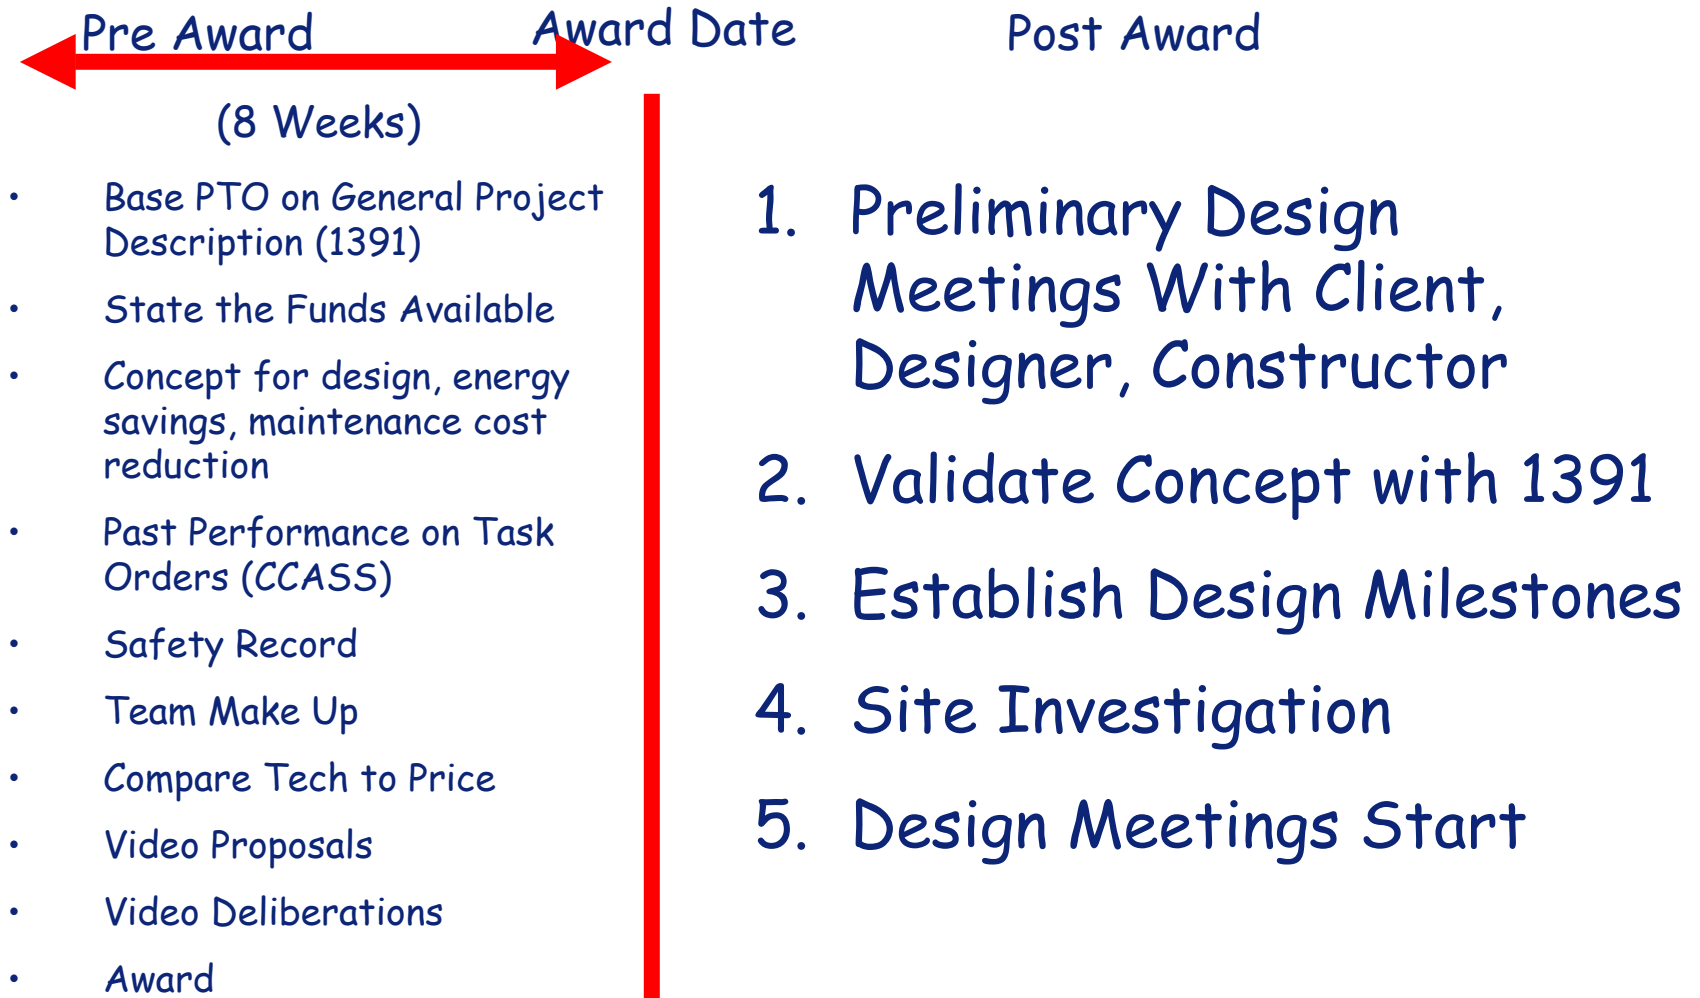 Pre Award
Award Date
Post Award
(8 Weeks)
• Base PTO on General Project
Description (1391)
• State the Funds Available
• Concept for design, energy
savings, maintenance cost
reduction
• Past Performance on Task
Orders (CCASS)
• Safety Record
• Team Make Up
• Compare Tech to Price
• Video Proposals
• Video Deliberations
• Award
1. Preliminary Design
Meetings With Client,
Designer, Constructor
2. Validate Concept with 1391
3. Establish Design Milestones
4. Site Investigation
5. Design Meetings Start